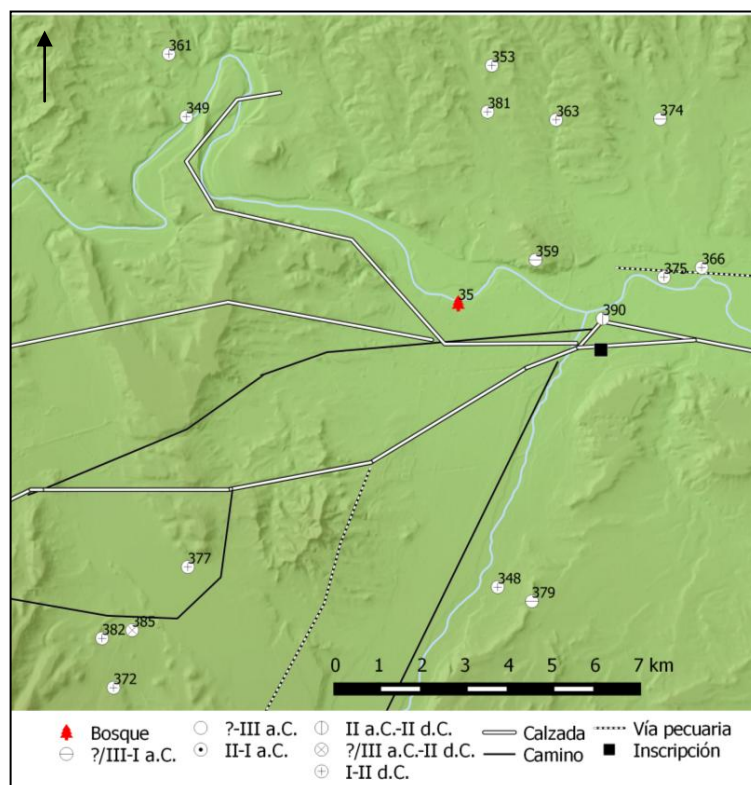 361
353
349
381
363
374
359
366
375
35
390
377
348
379
385
382
372
0 1 2 3 4 5 6 7 km
Bosque
?-III a.C.
II a.C.-II d.C.
Calzada
Vía pecuaria
?/III-I a.C.
II-I a.C.
?/III a.C.-II d.C.
Camino
Inscripción
I-II d.C.